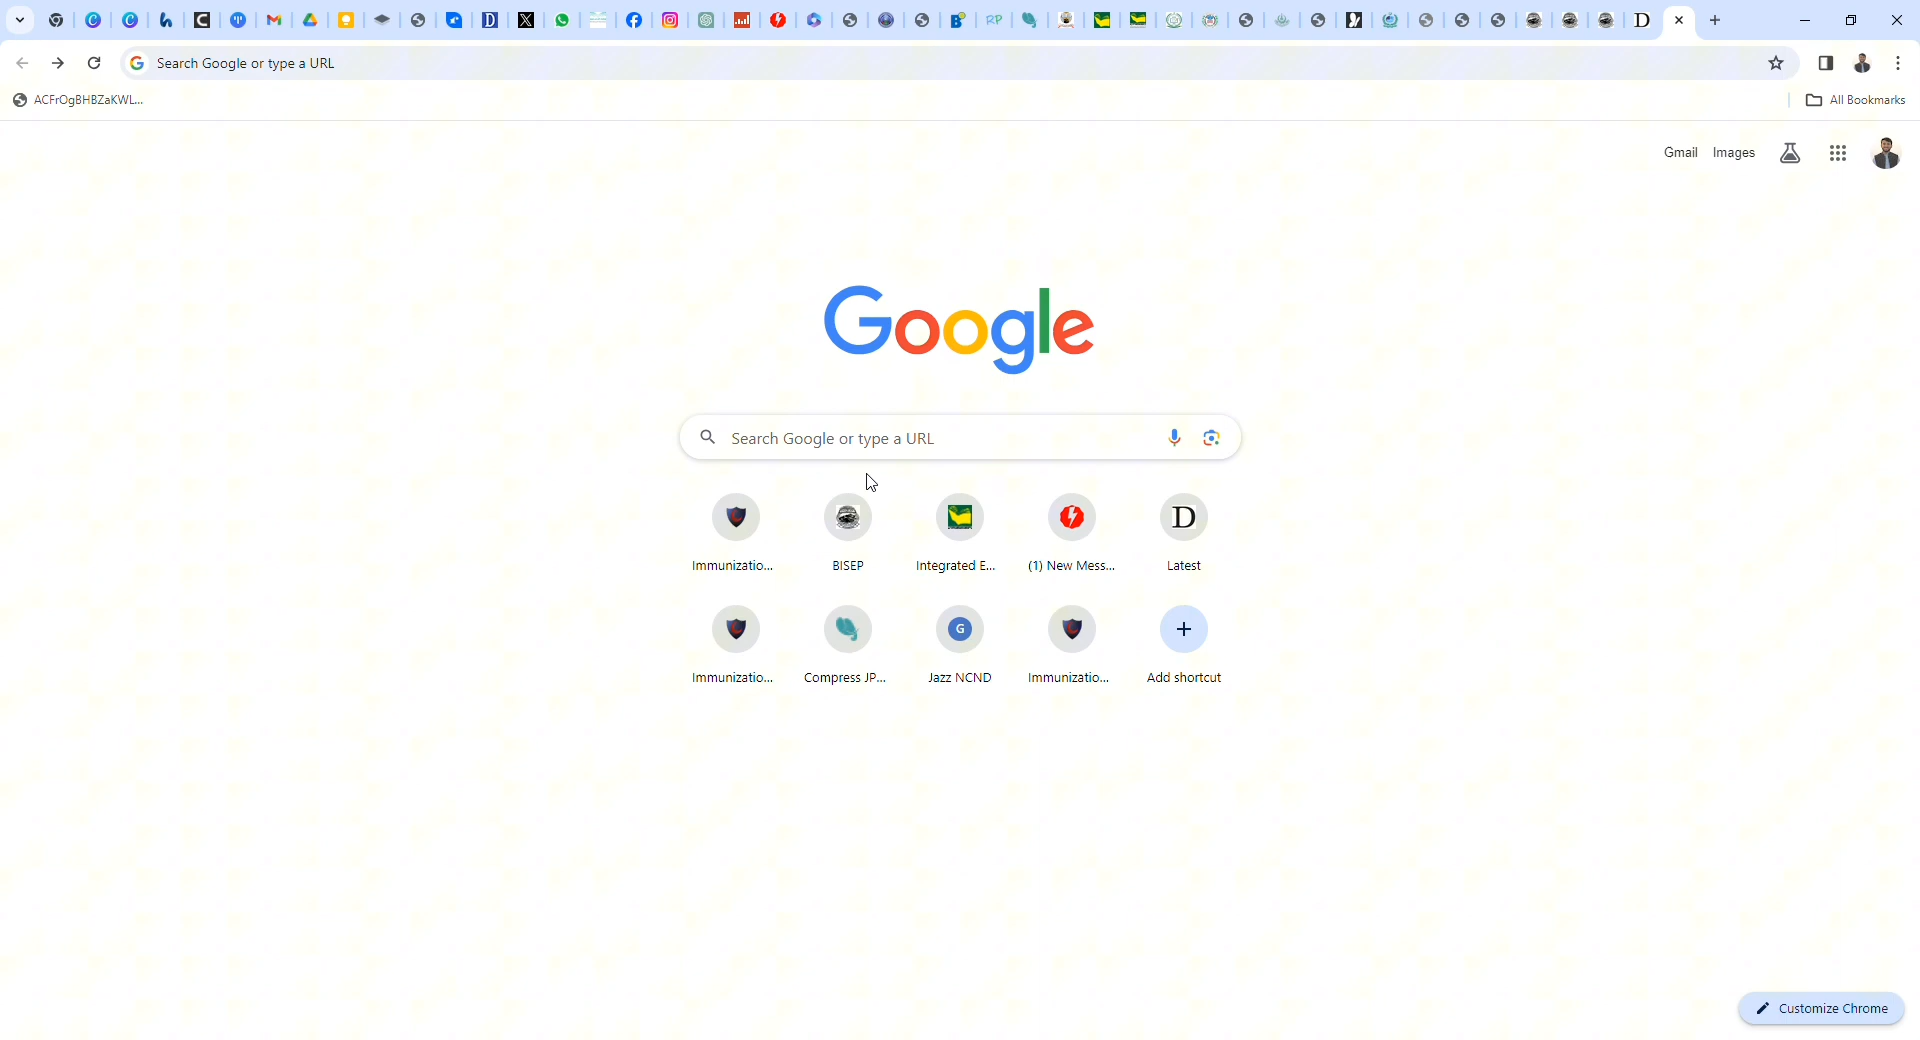 Search Google or type a URL
ACFrOgBHBZaKWL...
All Bookmarks
Gmail Images
Google
Search Google or type a URL
Immunizatio... BISEP Integrated E... (1) New Mess... Latest
Immunizatio... Compress JP... Jazz NCND Immunizatio... Add shortcut
Customize Chrome